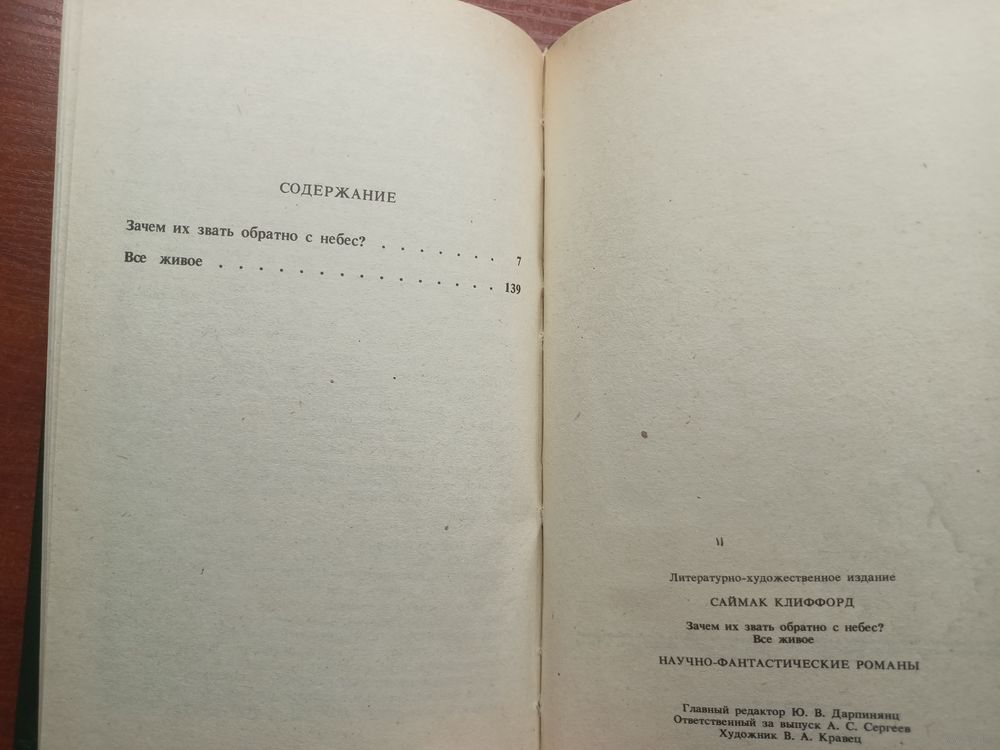 СОДЕРЖАНИЕ
Зачем их звать обратно с небес? . . . . . . . 7
Все живое . . . . . . . . . . . . . . 139
Литературно-художественное издание
САЙМАК КЛИФФОРД
Зачем их звать обратно с небес?
Все живое
НАУЧНО-ФАНТАСТИЧЕСКИЕ РОМАНЫ
Главный редактор Ю. В. Дарпинянц
Ответственный за выпуск А. С. Сергеев
Художник В. А. Кравец